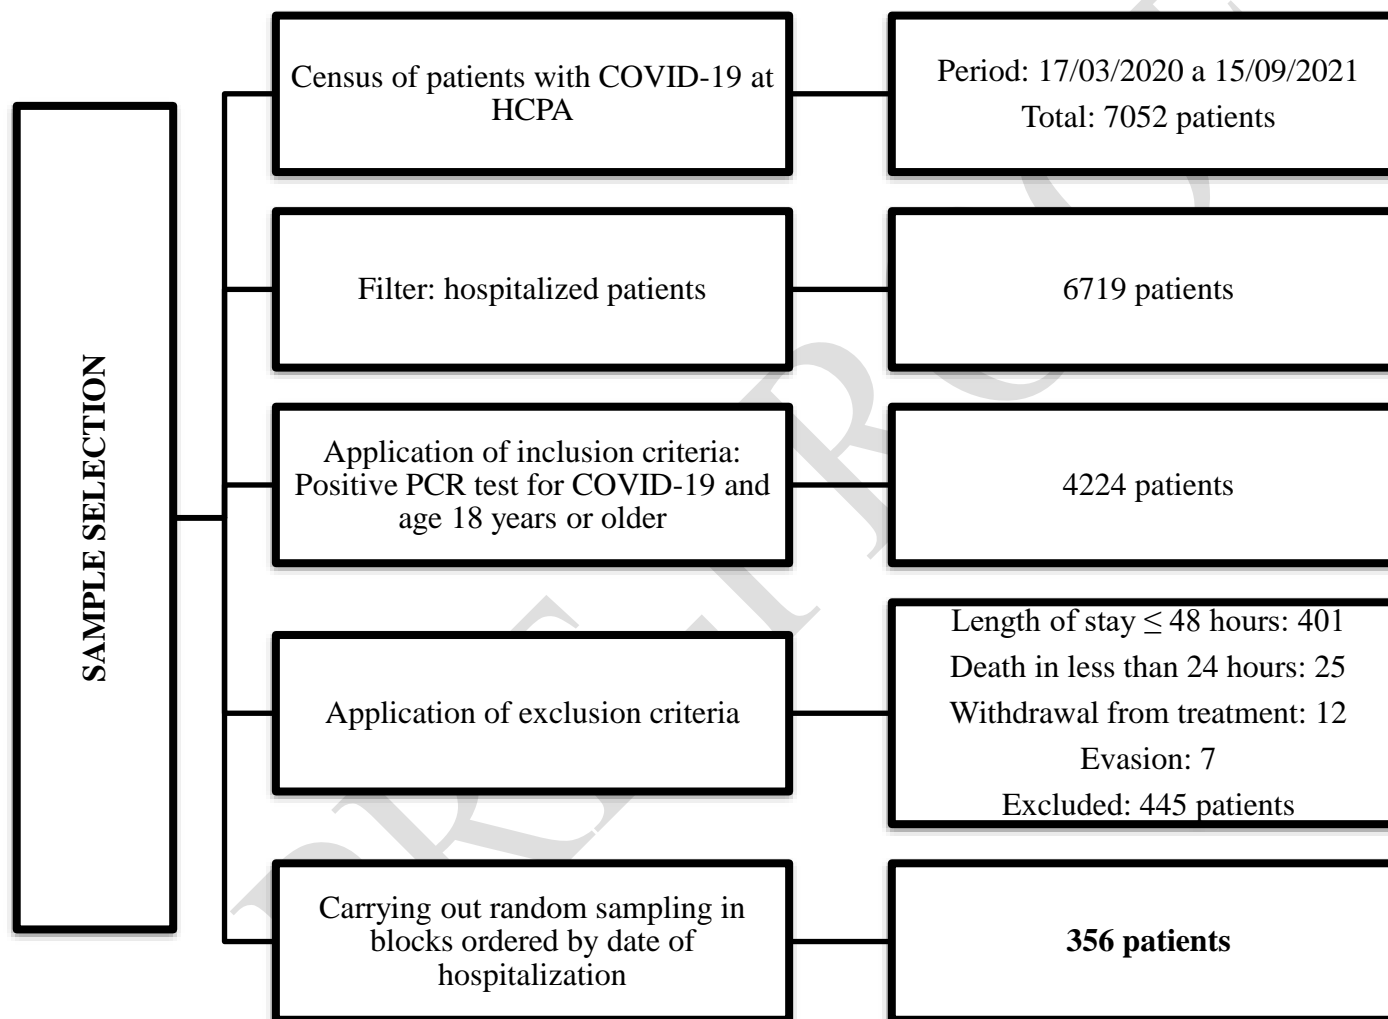 SAMPLE SELECTION
Census of patients with COVID-19 at
HCPA
Period: 17/03/2020 a 15/09/2021
Total: 7052 patients
Filter: hospitalized patients
6719 patients
Application of inclusion criteria:
Positive PCR test for COVID-19 and
age 18 years or older
4224 patients
Application of exclusion criteria
Length of stay ≤ 48 hours: 401
Death in less than 24 hours: 25
Withdrawal from treatment: 12
Evasion: 7
Excluded: 445 patients
Carrying out random sampling in
blocks ordered by date of
hospitalization
356 patients